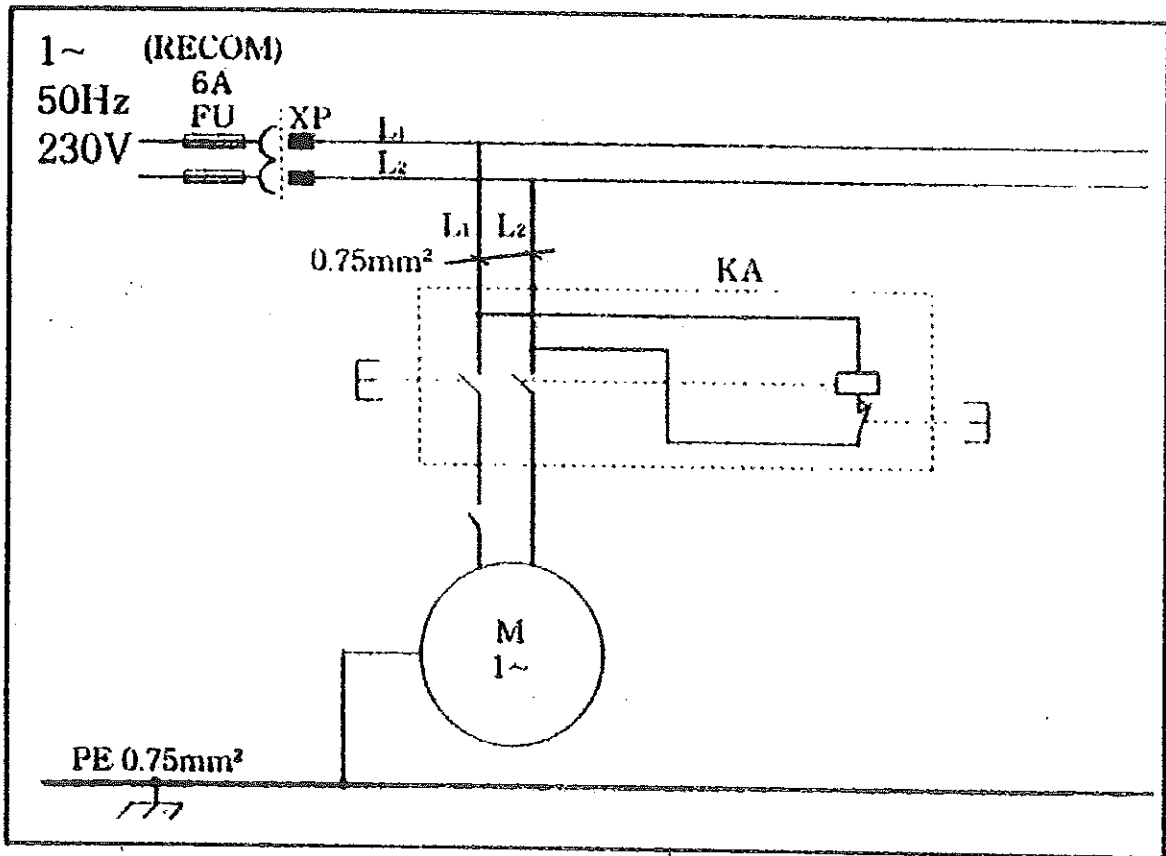 1~ (RECOM)
50Hz 6A
230V FU XP L1
L2
L1 L2
0.75mm²
KA
M
1~
PE 0.75mm²